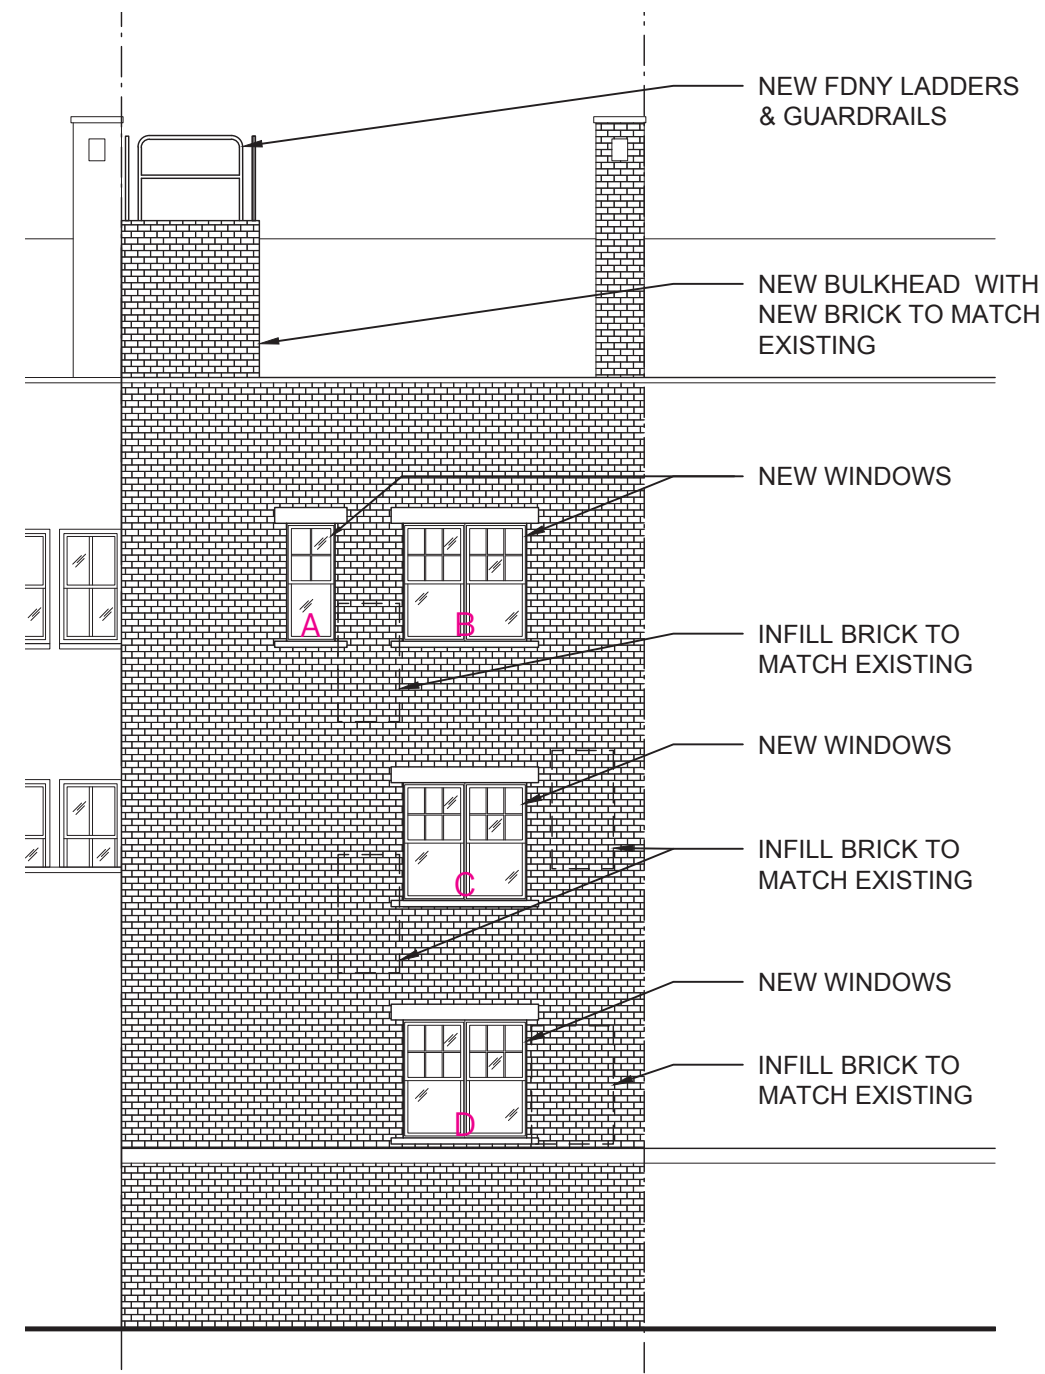 NEW FDNY LADDERS
& GUARDRAILS
NEW BULKHEAD WITH
NEW BRICK TO MATCH
EXISTING
NEW WINDOWS
A
B
INFILL BRICK TO
MATCH EXISTING
NEW WINDOWS
INFILL BRICK TO
MATCH EXISTING
C
NEW WINDOWS
INFILL BRICK TO
MATCH EXISTING
D